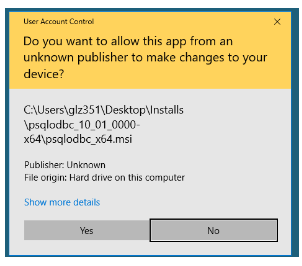 User Account Control
Do you want to allow this app from an
unknown publisher to make changes to your
device?
C:\Users\glz351\Desktop\Installs
\psqlodbc_10_01_0000-
x64\psqlodbc_x64.msi
Publisher: Unknown
File origin: Hard drive on this computer
Show more details
Yes
No